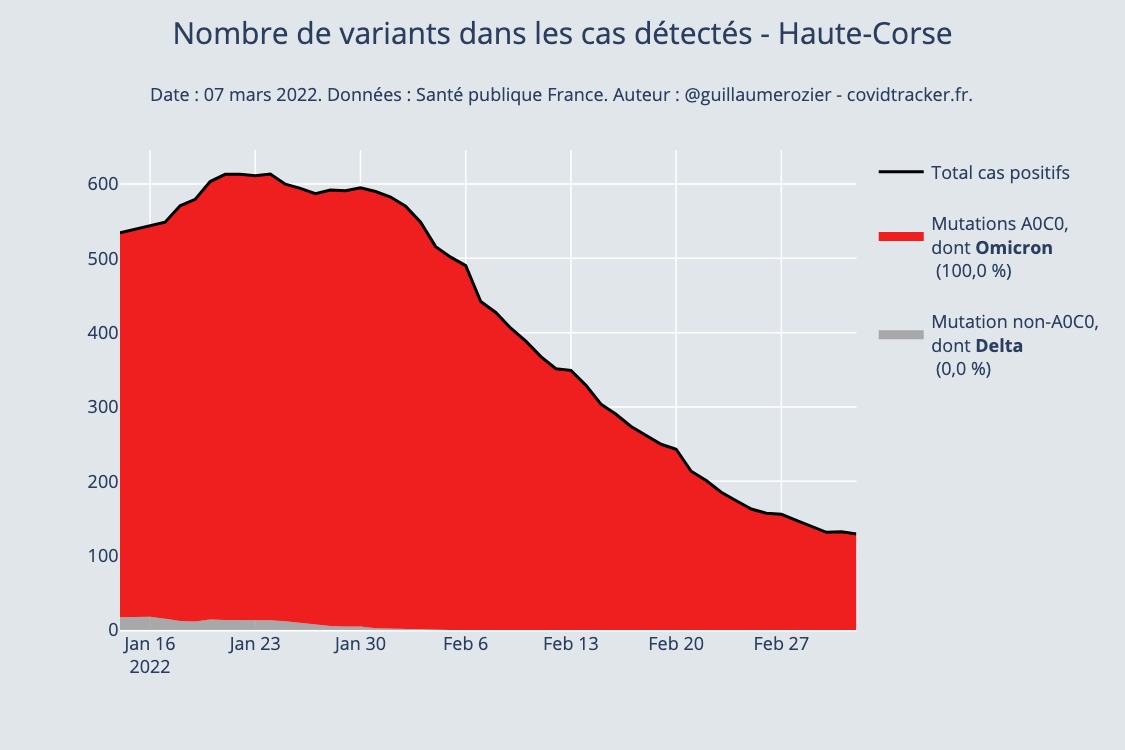 Nombre de variants dans les cas détectés - Haute-Corse
Date : 07 mars 2022. Données : Santé publique France. Auteur : @guillaumerozier - covidtracker.fr.
600
500
400
300
200
100
0
Jan 16 Jan 23 Jan 30 Feb 6 Feb 13 Feb 20 Feb 27
2022
Total cas positifs
Mutations A0C0,
dont Omicron
(100,0 %)
Mutation non-A0C0,
dont Delta
(0,0 %)